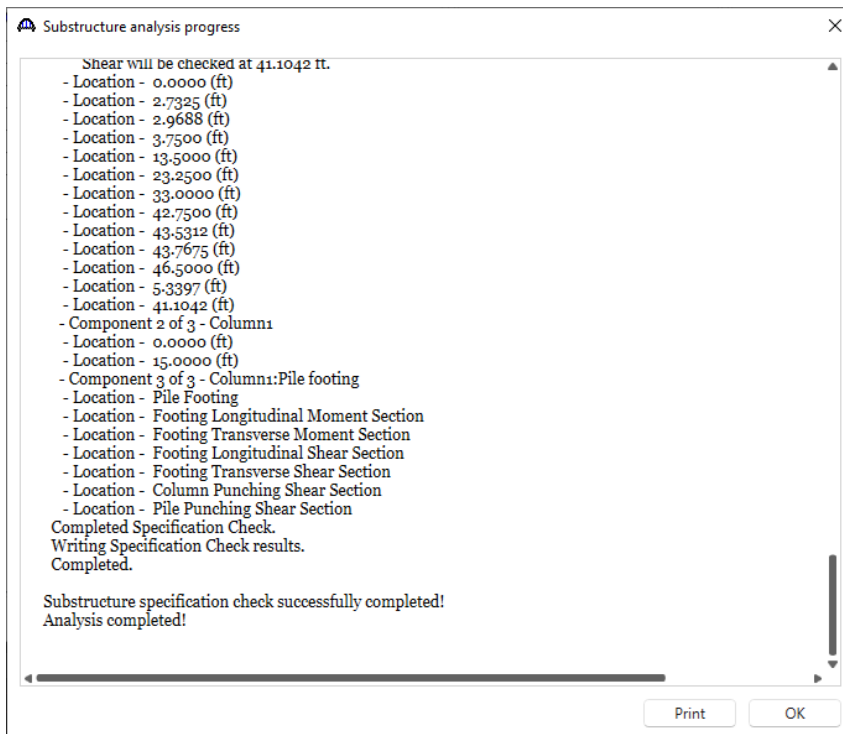 Substructure analysis progress
Shear will be checked at 41.1042 ft.
- Location - 0.0000 (ft)
- Location - 2.7325 (ft)
- Location - 2.9688 (ft)
- Location - 3.7500 (ft)
- Location - 13.5000 (ft)
- Location - 23.2500 (ft)
- Location - 33.0000 (ft)
- Location - 42.7500 (ft)
- Location - 43.5312 (ft)
- Location - 43.7675 (ft)
- Location - 46.5000 (ft)
- Location - 5.3397 (ft)
- Location - 41.1042 (ft)
- Component 2 of 3 - Column1
- Location - 0.0000 (ft)
- Location - 15.0000 (ft)
- Component 3 of 3 - Column1:Pile footing
- Location - Pile Footing
- Location - Footing Longitudinal Moment Section
- Location - Footing Transverse Moment Section
- Location - Footing Longitudinal Shear Section
- Location - Footing Transverse Shear Section
- Location - Column Punching Shear Section
- Location - Pile Punching Shear Section
Completed Specification Check.
Writing Specification Check results.
Completed.
Substructure specification check successfully completed!
Analysis completed!
Print OK